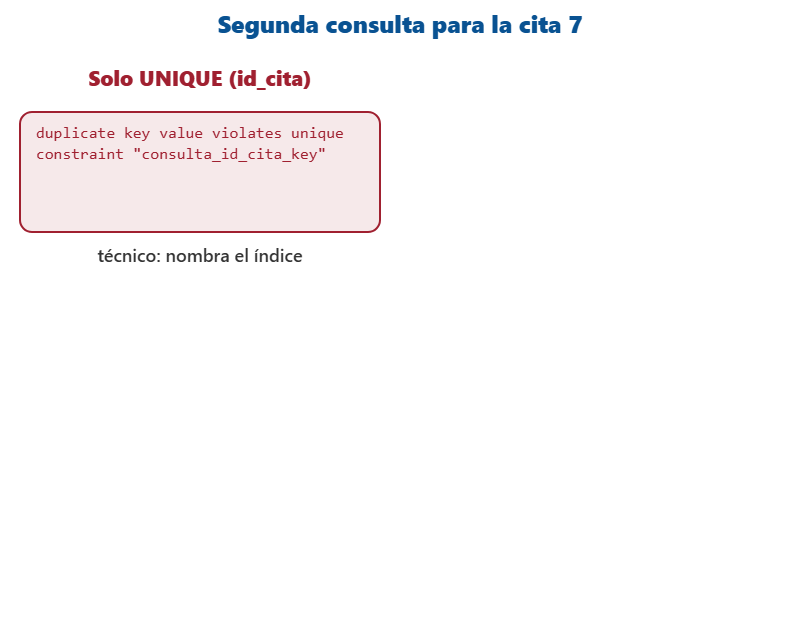 Segunda consulta para la cita 7
Solo UNIQUE (id_cita)
duplicate key value violates unique
constraint "consulta_id_cita_key"
técnico: nombra el índice